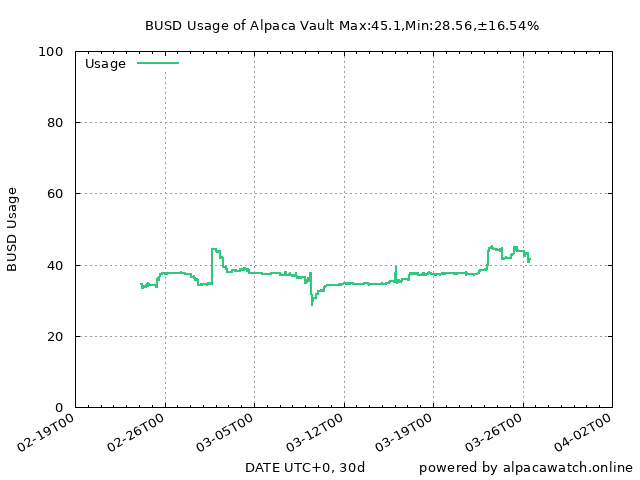 BUSD Usage of Alpaca Vault Max:45.1,Min:28.56,±16.54%
Usage
100
80
60
40
20
0
BUSD Usage
02-19T00
02-26T00
03-05T00
03-12T00
03-19T00
03-26T00
04-02T00
DATE UTC+0, 30d
powered by alpacawatch.online